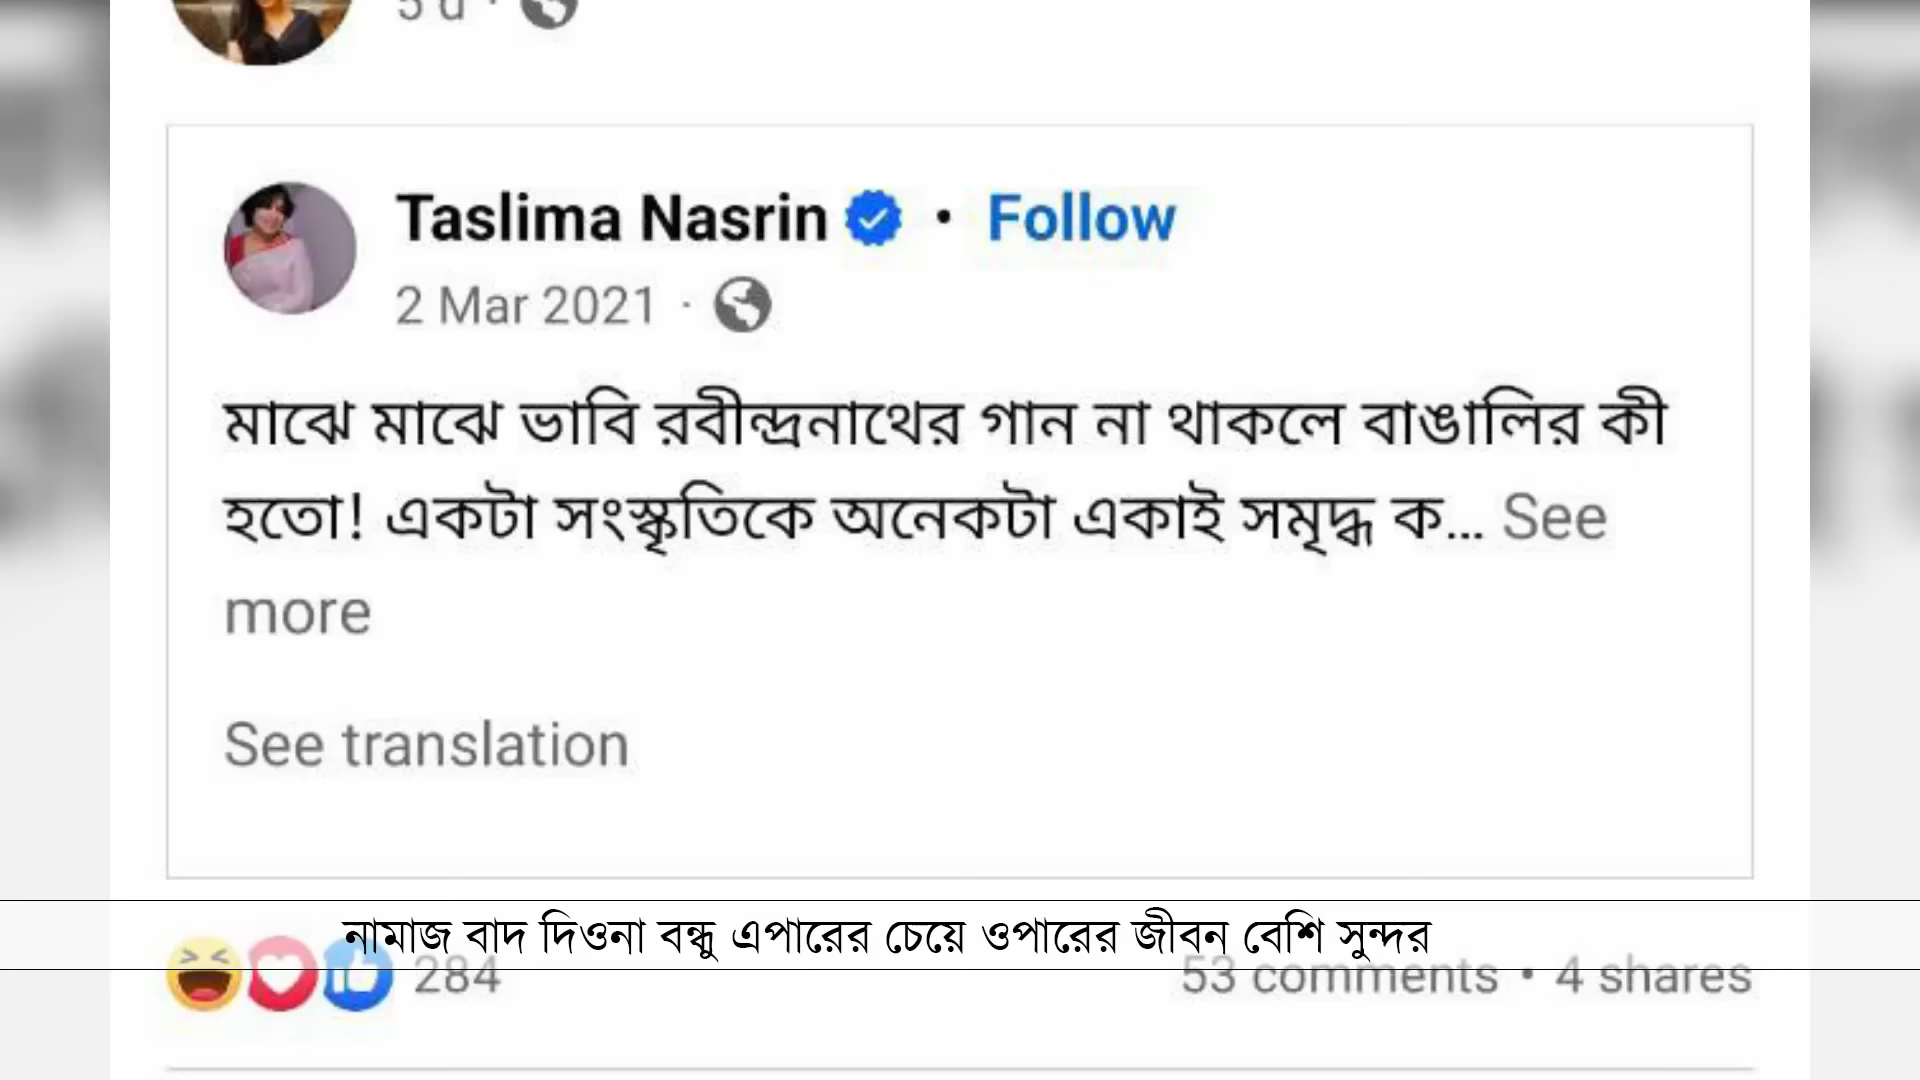 5 d ·
Taslima Nasrin • Follow
2 Mar 2021 ·
মাঝে মাঝে ভাবি রবীন্দ্রনাথের গান না থাকলে বাঙালির কী
হতো! একটা সংস্কৃতিকে অনেকটা একাই সমৃদ্ধ ক... See
more
See translation
নামাজ বাদ দিওনা বন্ধু এপারের চেয়ে ওপারের জীবন বেশি সুন্দর
284 53 comments • 4 shares